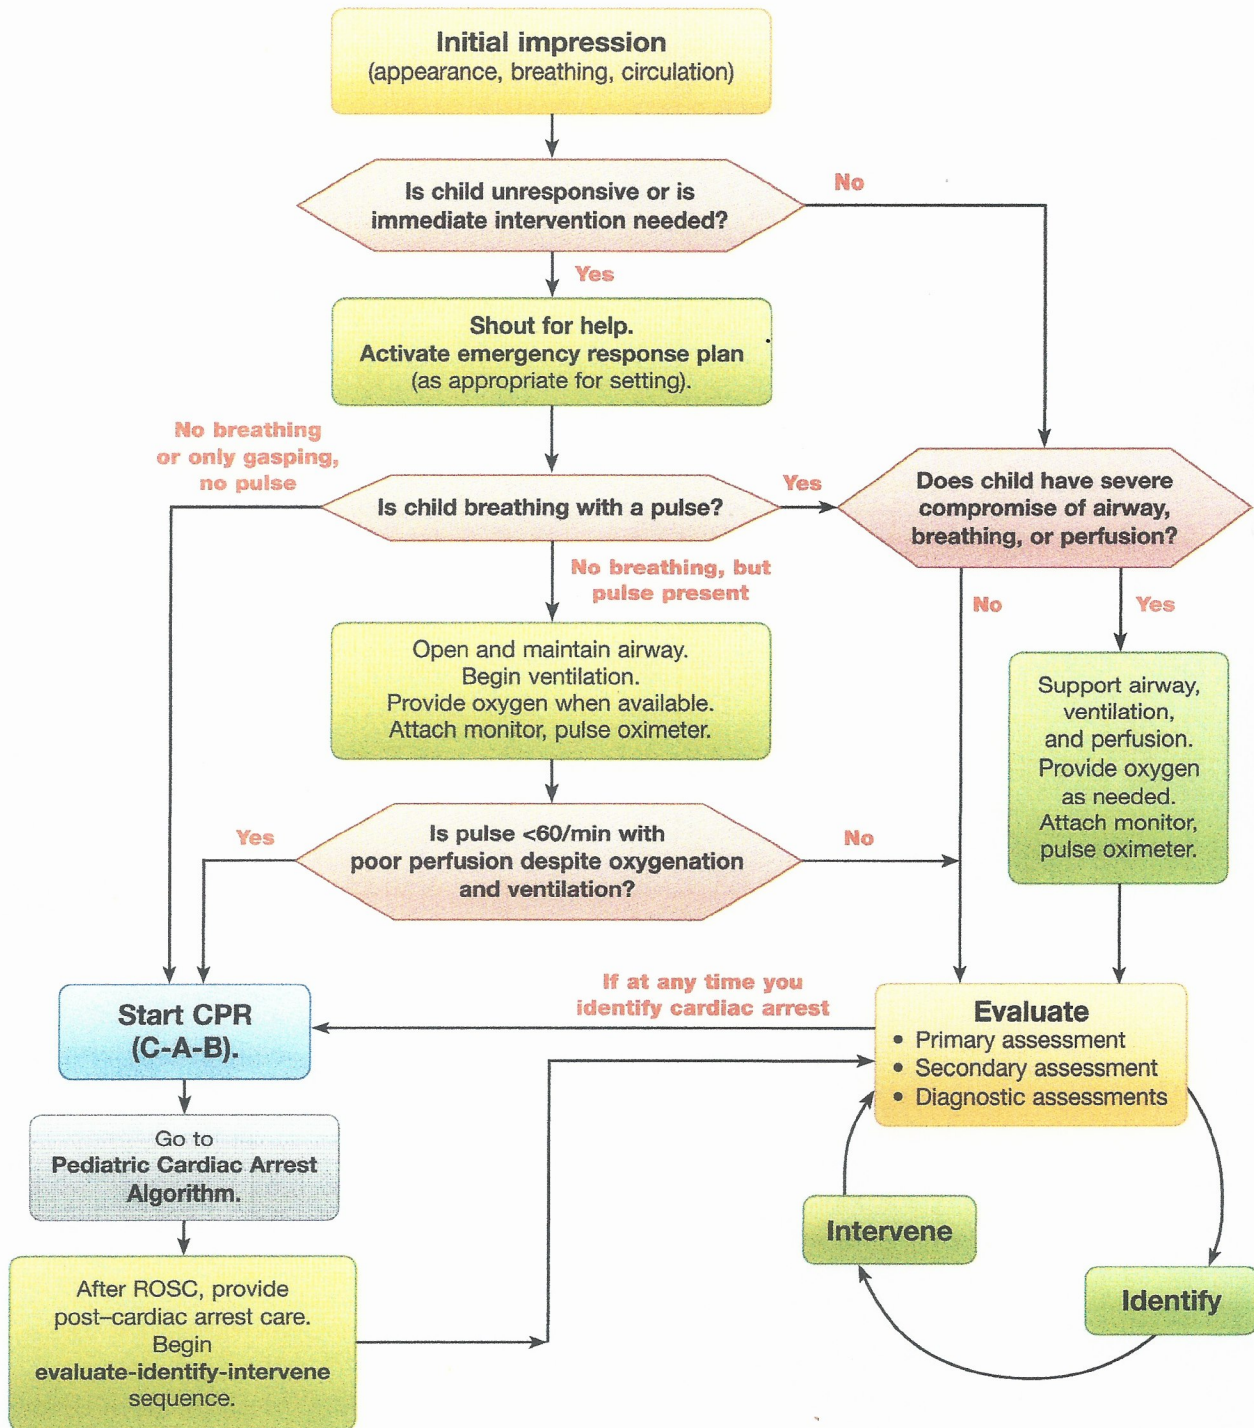 Initial impression
(appearance, breathing, circulation)
Is child unresponsive or is
immediate intervention needed?
No
Yes
Shout for help.
Activate emergency response plan
(as appropriate for setting).
No breathing
or only gasping,
no pulse
Is child breathing with a pulse?
Yes
Does child have severe
compromise of airway,
breathing, or perfusion?
No breathing, but
pulse present
No
Yes
Open and maintain airway.
Begin ventilation.
Provide oxygen when available.
Attach monitor, pulse oximeter.
Support airway,
ventilation,
and perfusion.
Provide oxygen
as needed.
Attach monitor,
pulse oximeter.
Yes
Is pulse <60/min with
poor perfusion despite oxygenation
and ventilation?
No
Start CPR
(C-A-B).
If at any time you
identify cardiac arrest
Evaluate
• Primary assessment
• Secondary assessment
• Diagnostic assessments
Go to
Pediatric Cardiac Arrest
Algorithm.
Intervene
Identify
After ROSC, provide
post–cardiac arrest care.
Begin
evaluate-identify-intervene
sequence.